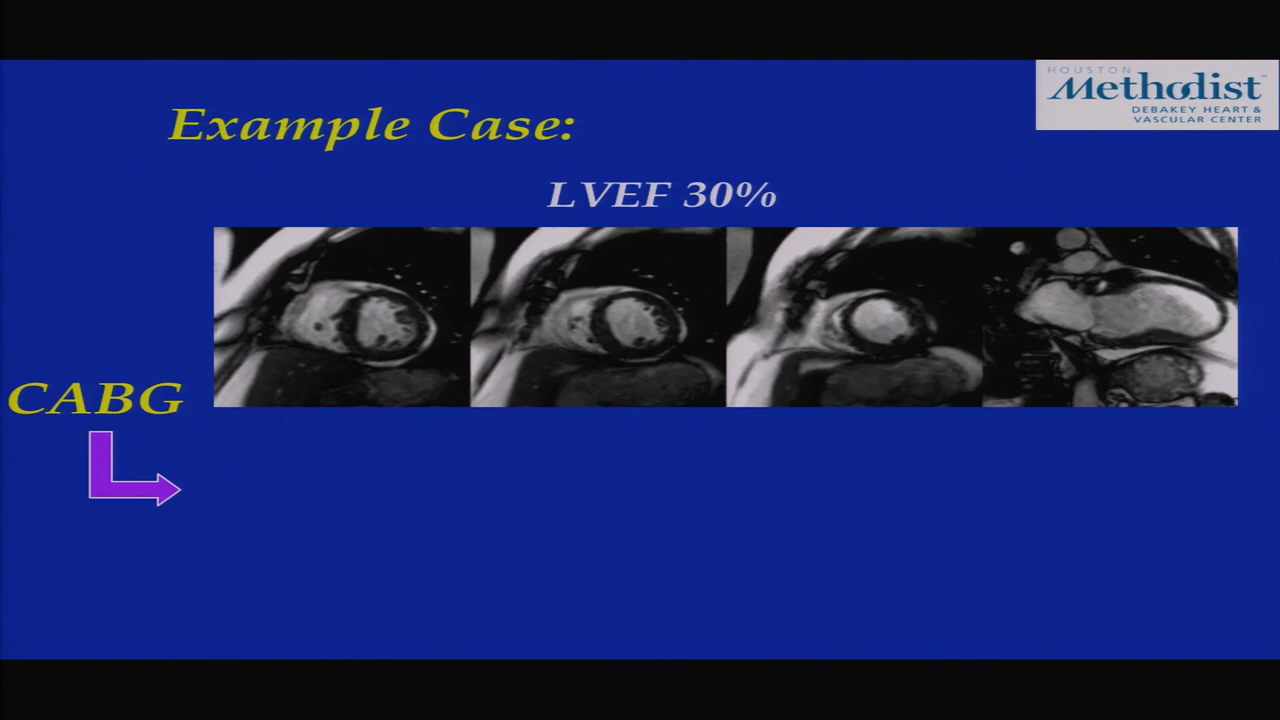 HOUSTON
Methodist
DEBAKEY HEART &
VASCULAR CENTER
Example Case:
LVEF 30%
CABG